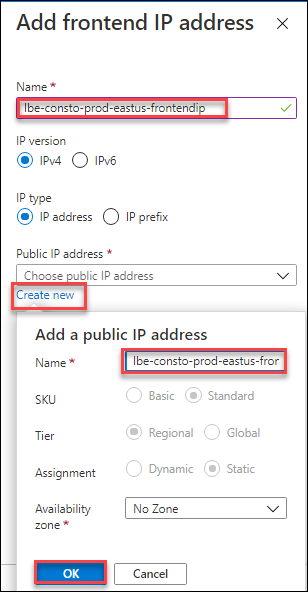 Add frontend IP address
Name *
lbe-consto-prod-eastus-frontendip
IP version
IPv4 IPv6
IP type
IP address IP prefix
Public IP address *
Choose public IP address
Create new
Add a public IP address
Name * lbe-consto-prod-eastus-fror
SKU Basic Standard
Tier Regional Global
Assignment Dynamic Static
Availability No Zone
zone *
OK Cancel